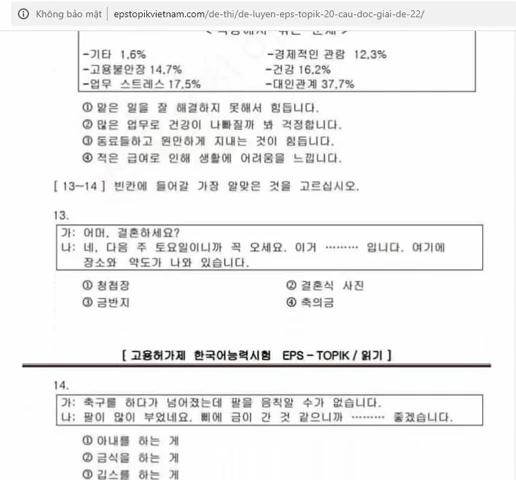 Không bảo mật | epstopikvietnam.com/de-thi/de-luyen-eps-topik-20-cau-doc-giai-de-22/
-기타 1,6% -경제적인 관람 12,3%
-고용불안장 14,7% -건강 16,2%
-업무 스트레스 17,5% -대인관계 37,7%
① 맡은 일을 잘 해결하지 못해서 힘듭니다.
② 많은 업무로 건강이 나빠질까 봐 걱정합니다.
③ 동료들하고 원만하게 지내는 것이 힘듭니다.
④ 적은 급여로 인해 생활에 어려움을 느낍니다.
[ 13~14 ] 빈칸에 들어갈 가장 알맞은 것을 고르십시오.
13.
가: 어머, 결혼하세요?
나: 네, 다음 주 토요일이니까 꼭 오세요. 이거 ········· 입니다. 여기에
장소와 약도가 나와 있습니다.
① 청첩장 ② 결혼식 사진
③ 금반지 ④ 축의금
[ 고용허가제 한국어능력시험 EPS - TOPIK / 읽기 ]
14.
가: 축구를 하다가 넘어졌는데 팔을 움직일 수가 없습니다.
나: 팔이 많이 부었네요. 뼈에 금이 간 것 같으니까 ········· 좋겠습니다.
① 아내를 하는 게
② 금식을 하는 게
③ 깁스를 하는 게